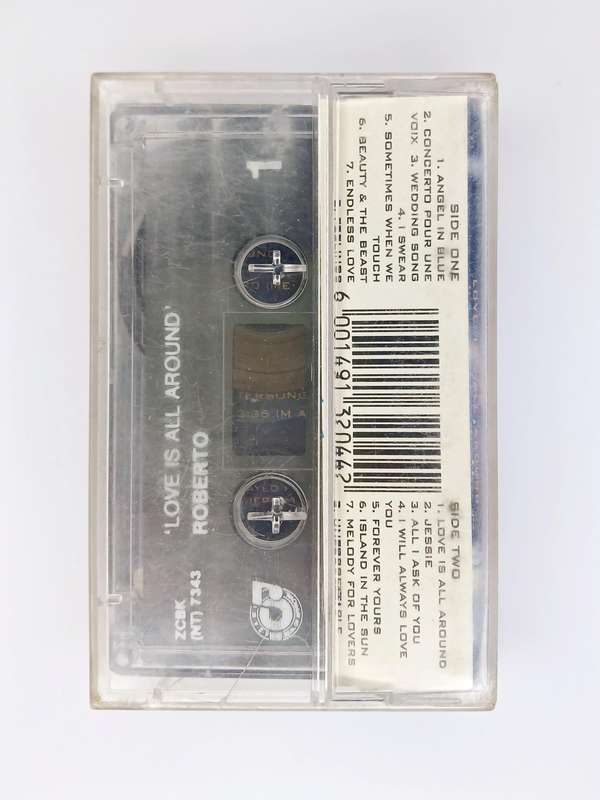 1
'LOVE IS ALL AROUND'
ROBERTO
ZCBK
(NT) 7343
SIDE ONE
1. ANGEL IN BLUE
2. CONCERTO POUR UNE
VOIX 3. WEDDING SONG
4. I SWEAR
5. SOMETIMES WHEN WE
TOUCH
6. BEAUTY & THE BEAST
7. ENDLESS LOVE
6 001491 320442
SIDE TWO
1. LOVE IS ALL AROUND
2. JESSIE
3. ALL I ASK OF YOU
4. I WILL ALWAYS LOVE
YOU
5. FOREVER YOURS
6. ISLAND IN THE SUN
7. MELODY FOR LOVERS
3:35 (M A